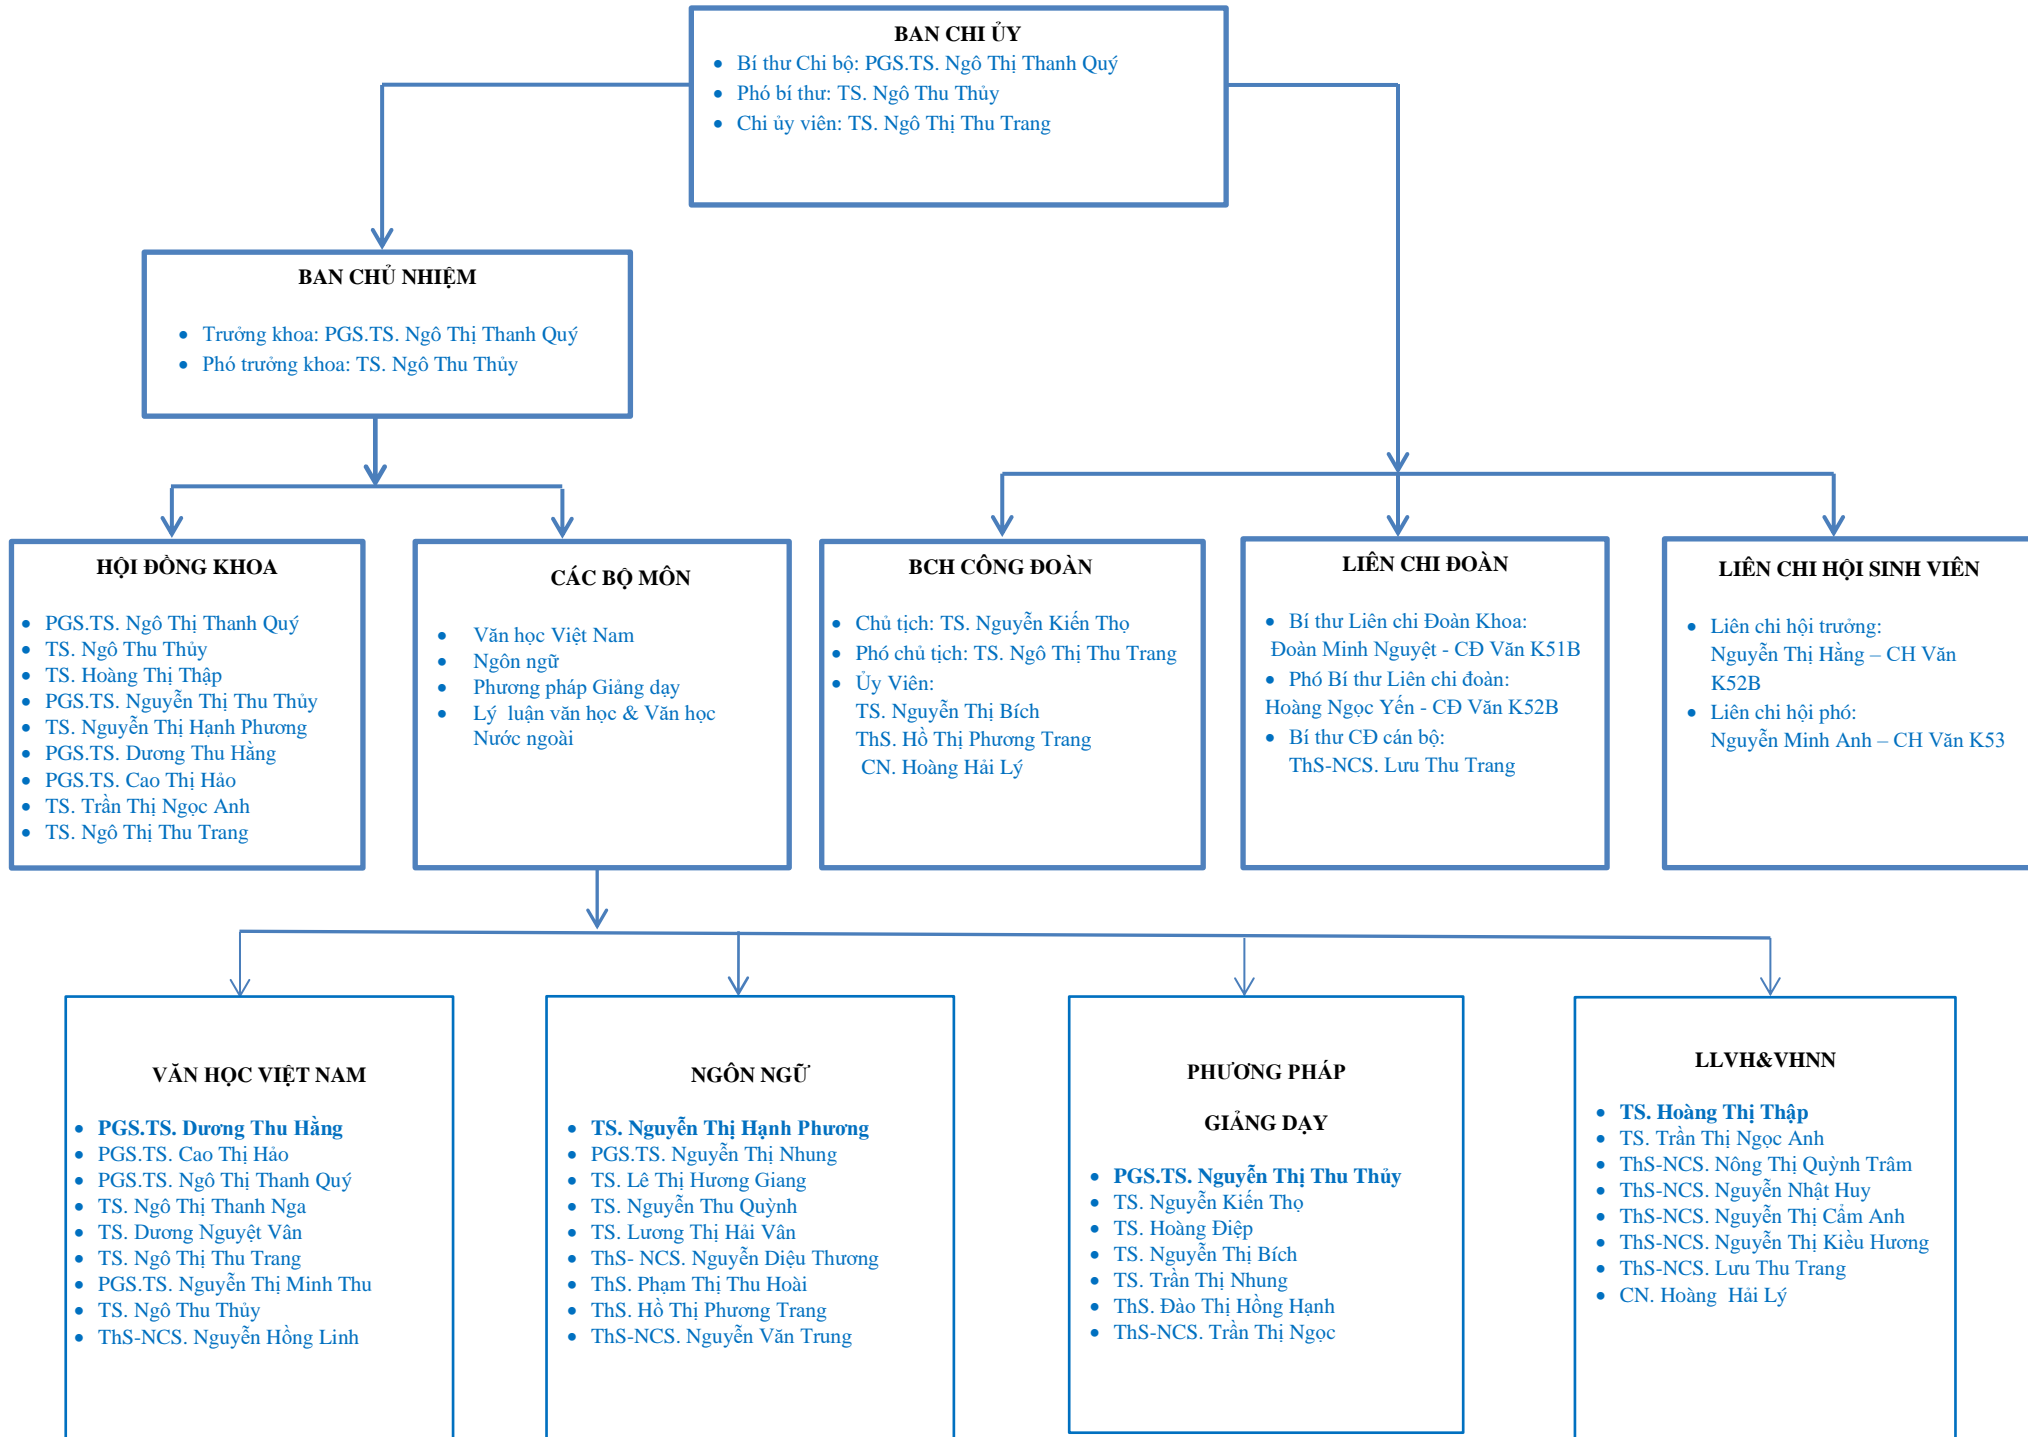 BAN CHI ỦY
• Bí thư Chi bộ: PGS.TS. Ngô Thị Thanh Quý
• Phó bí thư: TS. Ngô Thu Thủy
• Chi ủy viên: TS. Ngô Thị Thu Trang
BAN CHỦ NHIỆM
• Trưởng khoa: PGS.TS. Ngô Thị Thanh Quý
• Phó trưởng khoa: TS. Ngô Thu Thủy
HỘI ĐỒNG KHOA
• PGS.TS. Ngô Thị Thanh Quý
• TS. Ngô Thu Thủy
• TS. Hoàng Thị Thập
• PGS.TS. Nguyễn Thị Thu Thủy
• TS. Nguyễn Thị Hạnh Phương
• PGS.TS. Dương Thu Hằng
• PGS.TS. Cao Thị Hảo
• TS. Trần Thị Ngọc Anh
• TS. Ngô Thị Thu Trang
CÁC BỘ MÔN
• Văn học Việt Nam
• Ngôn ngữ
• Phương pháp Giảng dạy
• Lý luận văn học & Văn học
Nước ngoài
BCH CÔNG ĐOÀN
• Chủ tịch: TS. Nguyễn Kiến Thọ
• Phó chủ tịch: TS. Ngô Thị Thu Trang
• Ủy Viên:
TS. Nguyễn Thị Bích
ThS. Hồ Thị Phương Trang
CN. Hoàng Hải Lý
LIÊN CHI ĐOÀN
• Bí thư Liên chi Đoàn Khoa:
Đoàn Minh Nguyệt - CĐ Văn K51B
• Phó Bí thư Liên chi đoàn:
Hoàng Ngọc Yến - CĐ Văn K52B
• Bí thư CĐ cán bộ:
ThS-NCS. Lưu Thu Trang
LIÊN CHI HỘI SINH VIÊN
• Liên chi hội trưởng:
Nguyễn Thị Hằng – CH Văn
K52B
• Liên chi hội phó:
Nguyễn Minh Anh – CH Văn K53
VĂN HỌC VIỆT NAM
• PGS.TS. Dương Thu Hằng
• PGS.TS. Cao Thị Hảo
• PGS.TS. Ngô Thị Thanh Quý
• TS. Ngô Thị Thanh Nga
• TS. Dương Nguyệt Vân
• TS. Ngô Thị Thu Trang
• PGS.TS. Nguyễn Thị Minh Thu
• TS. Ngô Thu Thủy
• ThS-NCS. Nguyễn Hồng Linh
NGÔN NGỮ
• TS. Nguyễn Thị Hạnh Phương
• PGS.TS. Nguyễn Thị Nhung
• TS. Lê Thị Hương Giang
• TS. Nguyễn Thu Quỳnh
• TS. Lương Thị Hải Vân
• ThS- NCS. Nguyễn Diệu Thương
• ThS. Phạm Thị Thu Hoài
• ThS. Hồ Thị Phương Trang
• ThS-NCS. Nguyễn Văn Trung
PHƯƠNG PHÁP
GIẢNG DẠY
• PGS.TS. Nguyễn Thị Thu Thủy
• TS. Nguyễn Kiến Thọ
• TS. Hoàng Điệp
• TS. Nguyễn Thị Bích
• TS. Trần Thị Nhung
• ThS. Đào Thị Hồng Hạnh
• ThS-NCS. Trần Thị Ngọc
LLVH&VHNN
• TS. Hoàng Thị Thập
• TS. Trần Thị Ngọc Anh
• ThS-NCS. Nông Thị Quỳnh Trâm
• ThS-NCS. Nguyễn Nhật Huy
• ThS-NCS. Nguyễn Thị Cẩm Anh
• ThS-NCS. Nguyễn Thị Kiều Hương
• ThS-NCS. Lưu Thu Trang
• CN. Hoàng Hải Lý